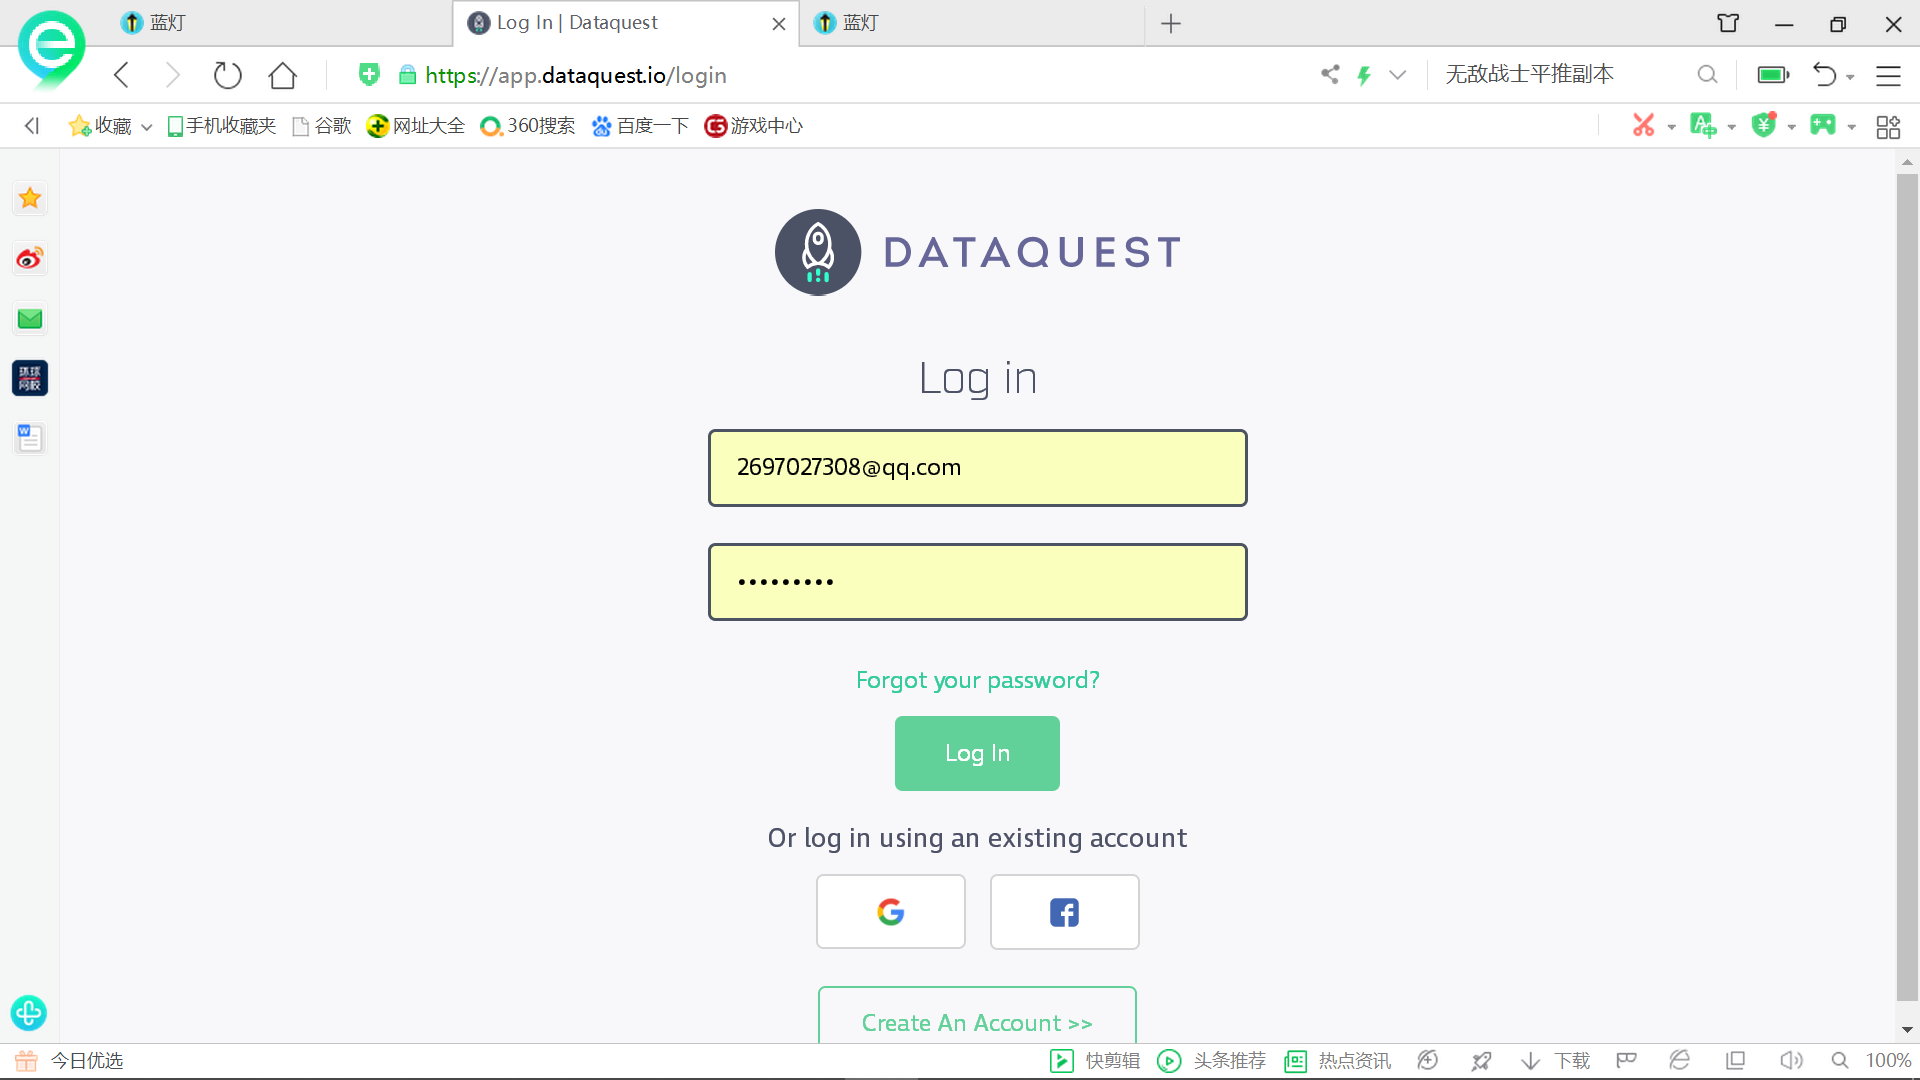 蓝灯
Log In | Dataquest
蓝灯
https://app.dataquest.io/login
无敌战士平推副本
收藏
手机收藏夹
谷歌
网址大全
360搜索
百度一下
游戏中心
环球
网校
DATAQUEST
Log in
2697027308@qq.com
Forgot your password?
Log In
Or log in using an existing account
Create An Account >>
今日优选
快剪辑
头条推荐
热点资讯
下载
100%